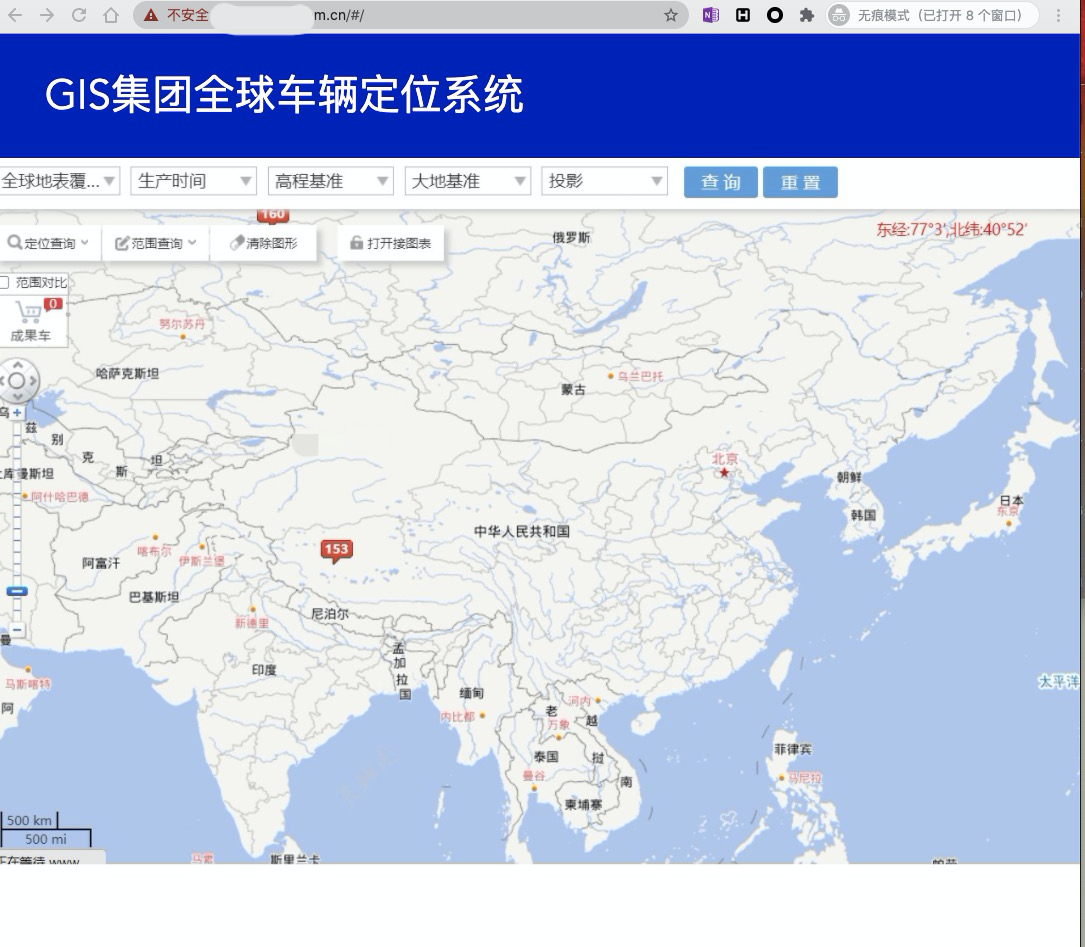 不安全
m.cn/#/
无痕模式（已打开 8 个窗口）
GIS集团全球车辆定位系统
全球地表覆... 生产时间 高程基准 大地基准 投影 查询 重置
160
定位查询 范围查询 清除图形 打开接图表
俄罗斯
东经:77°3′,北纬:40°52′
范围对比
0
成果车
努尔苏丹
哈萨克斯坦
蒙古
乌兰巴托
乌
兹
别
克
斯
坦
土库曼斯坦
阿什哈巴德
北京
朝鲜
韩国
日本
东京
中华人民共和国
153
喀布尔
伊斯兰堡
阿富汗
巴基斯坦
新德里
尼泊尔
孟
加
拉
国
印度
曼
马斯喀特
阿
缅甸
内比都
河内
老
万象
越
泰国
挝
曼谷
南
柬埔寨
菲律宾
马尼拉
太平洋
500 km
500 mi
正在等待 www
斯里兰卡